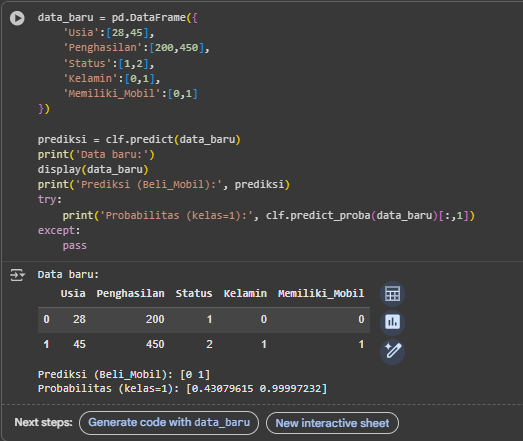 data_baru = pd.DataFrame({
    'Usia':[28,45],
    'Penghasilan':[200,450],
    'Status':[1,2],
    'Kelamin':[0,1],
    'Memiliki_Mobil':[0,1]
})

prediksi = clf.predict(data_baru)
print('Data baru:')
display(data_baru)
print('Prediksi (Beli_Mobil):', prediksi)
try:
    print('Probabilitas (kelas=1):', clf.predict_proba(data_baru)[:,1])
except:
    pass
Data baru:
Usia Penghasilan Status Kelamin Memiliki_Mobil
0 28 200 1 0 0
1 45 450 2 1 1
Prediksi (Beli_Mobil): [0 1]
Probabilitas (kelas=1): [0.43079615 0.99997232]
Next steps: Generate code with data_baru New interactive sheet